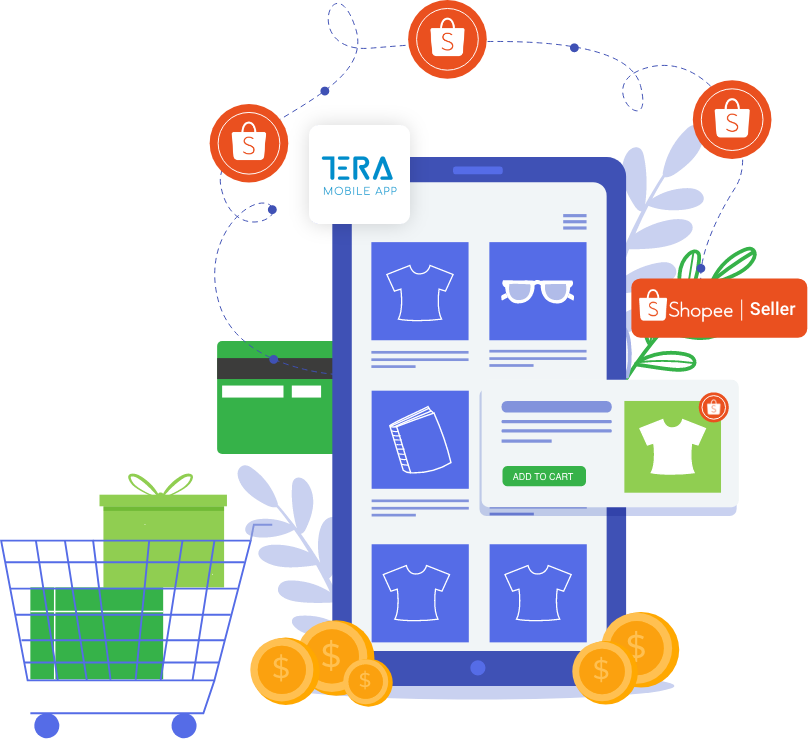 S
S
S
TERA
MOBILE APP
S Shopee | Seller
S
ADD TO CART
$
$
$
$
$